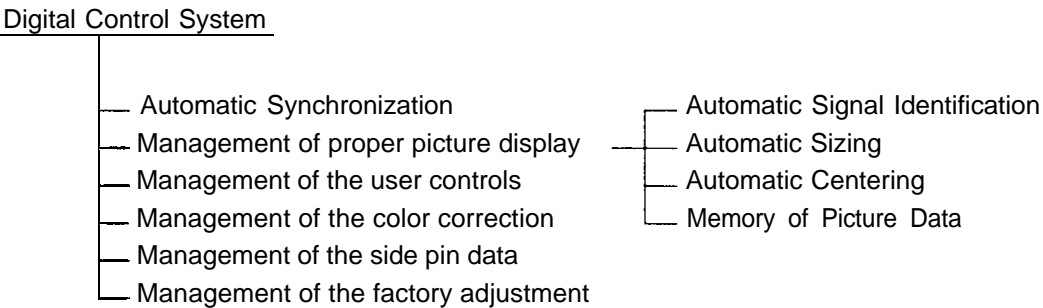 Digital Control System
Automatic Synchronization
Management of proper picture display
Management of the user controls
Management of the color correction
Management of the side pin data
Management of the factory adjustment
Automatic Signal Identification
Automatic Sizing
Automatic Centering
Memory of Picture Data